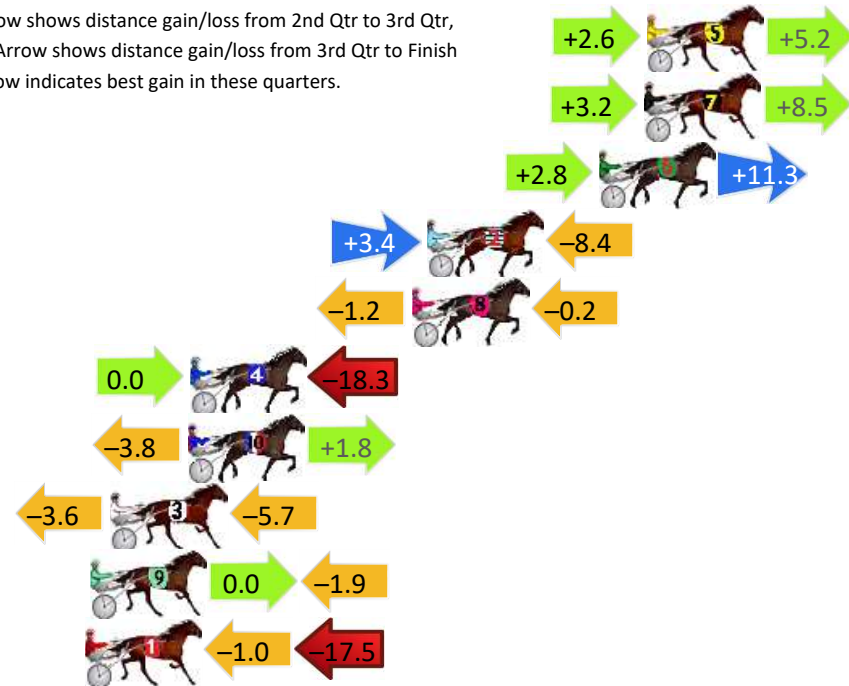 ow shows distance gain/loss from 2nd Qtr to 3rd Qtr,
Arrow shows distance gain/loss from 3rd Qtr to Finish
ow indicates best gain in these quarters.
+2.6 5 +5.2
+3.2 7 +8.5
+2.8 6 +11.3
+3.4 2 –8.4
–1.2 8 –0.2
0.0 4 –18.3
–3.8 10 +1.8
–3.6 3 –5.7
9 0.0 –1.9
1 –1.0 –17.5